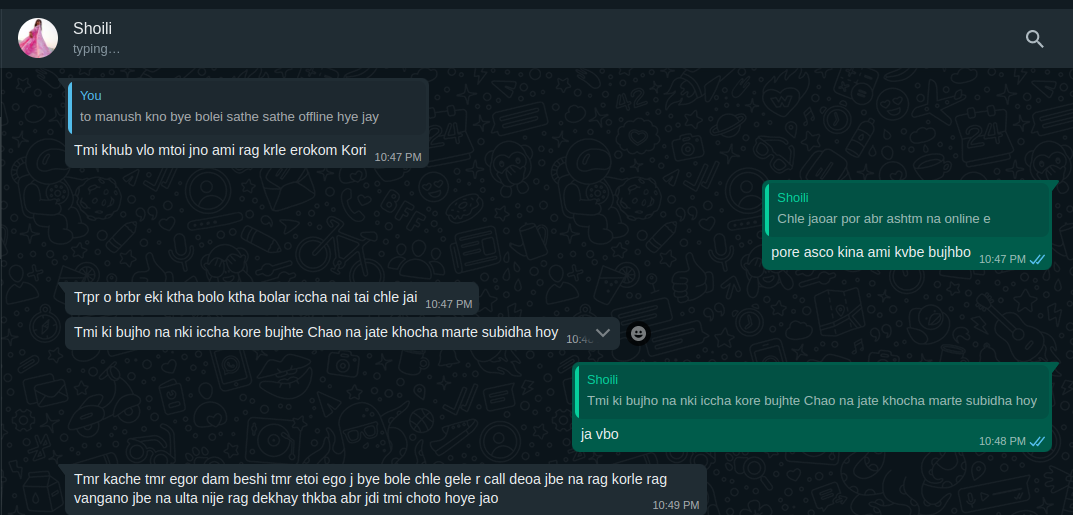 Shoili
typing…
You
to manush kno bye bolei sathe sathe offline hye jay
Tmi khub vlo mtoi jno ami rag krle erokom Kori
10:47 PM
Shoili
Chle jaoar por abr ashtm na online e
pore asco kina ami kvbe bujhbo
10:47 PM
Trpr o brbr eki ktha bolo ktha bolar iccha nai tai chle jai
10:47 PM
Tmi ki bujho na nki iccha kore bujhte Chao na jate khocha marte subidha hoy
Shoili
Tmi ki bujho na nki iccha kore bujhte Chao na jate khocha marte subidha hoy
ja vbo
10:48 PM
Tmr kache tmr egor dam beshi tmr etoi ego j bye bole chle gele r call deoa jbe na rag korle rag
vangano jbe na ulta nije rag dekhay thkba abr jdi tmi choto hoye jao
10:49 PM